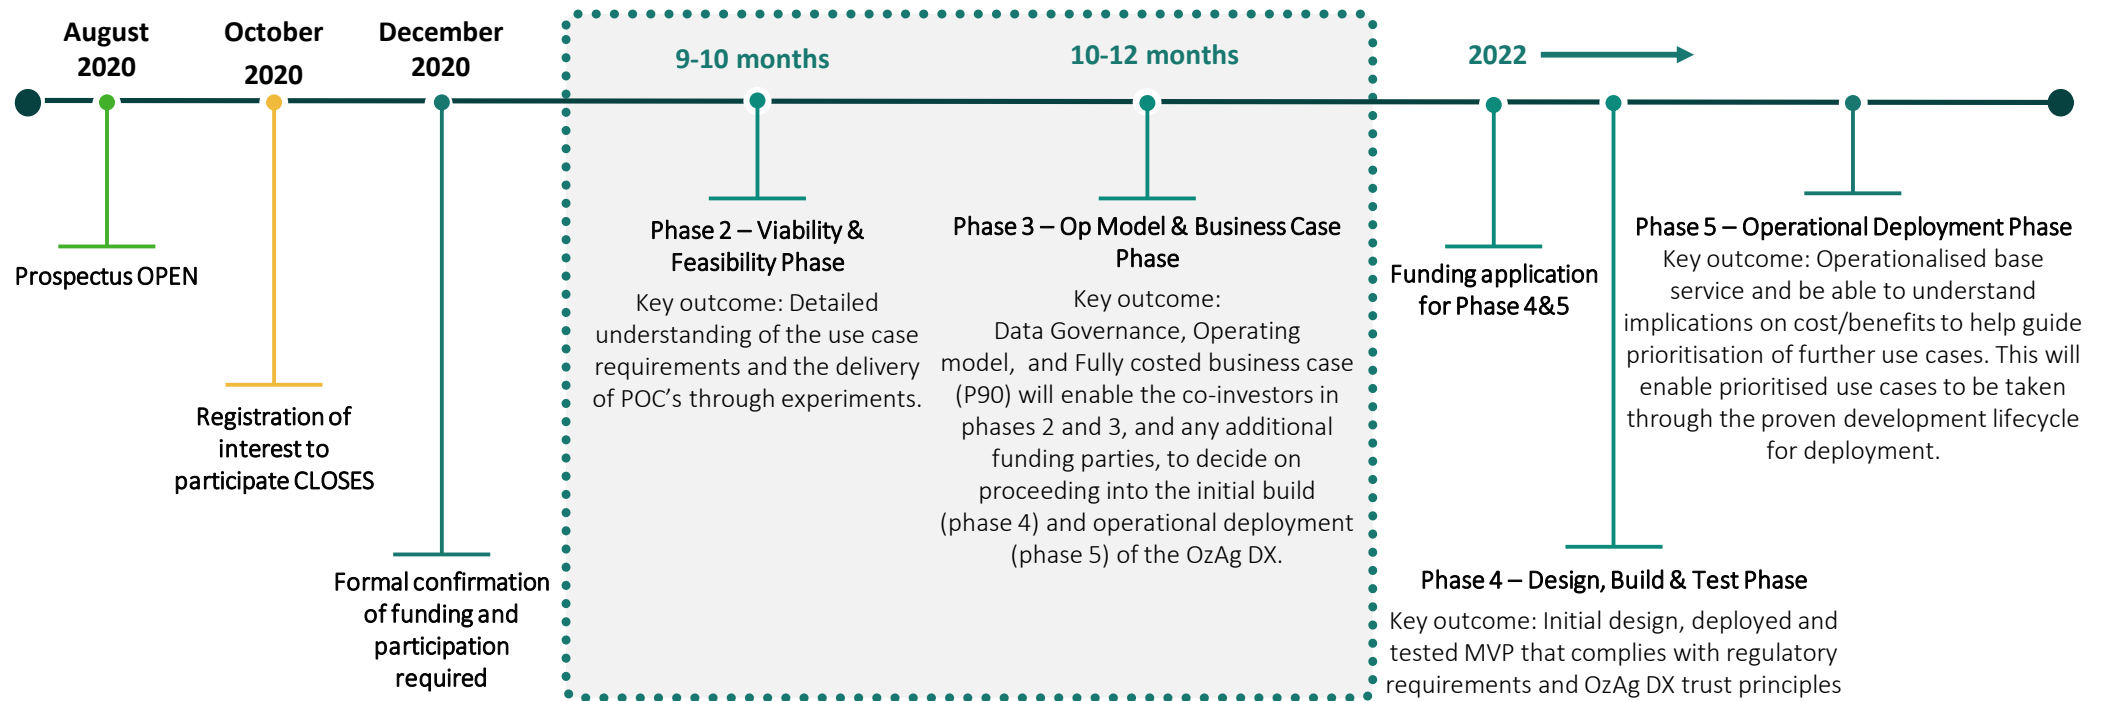 August
2020
October
2020
December
2020
9-10 months
10-12 months
2022
Prospectus OPEN
Registration of
interest to
participate CLOSES
Formal confirmation
of funding and
participation
required
Phase 2 – Viability &
Feasibility Phase
Key outcome: Detailed
understanding of the use case
requirements and the delivery
of POC’s through experiments.
Phase 3 – Op Model & Business Case
Phase
Key outcome:
Data Governance, Operating
model,  and Fully costed business case
(P90) will enable the co-investors in
phases 2 and 3, and any additional
funding parties, to decide on
proceeding into the initial build
(phase 4) and operational deployment
(phase 5) of the OzAg DX.
Funding application
for Phase 4&5
Phase 4 – Design, Build & Test Phase
Key outcome: Initial design, deployed and
tested MVP that complies with regulatory
requirements and OzAg DX trust principles
Phase 5 – Operational Deployment Phase
Key outcome: Operationalised base
service and be able to understand
implications on cost/benefits to help guide
prioritisation of further use cases. This will
enable prioritised use cases to be taken
through the proven development lifecycle
for deployment.